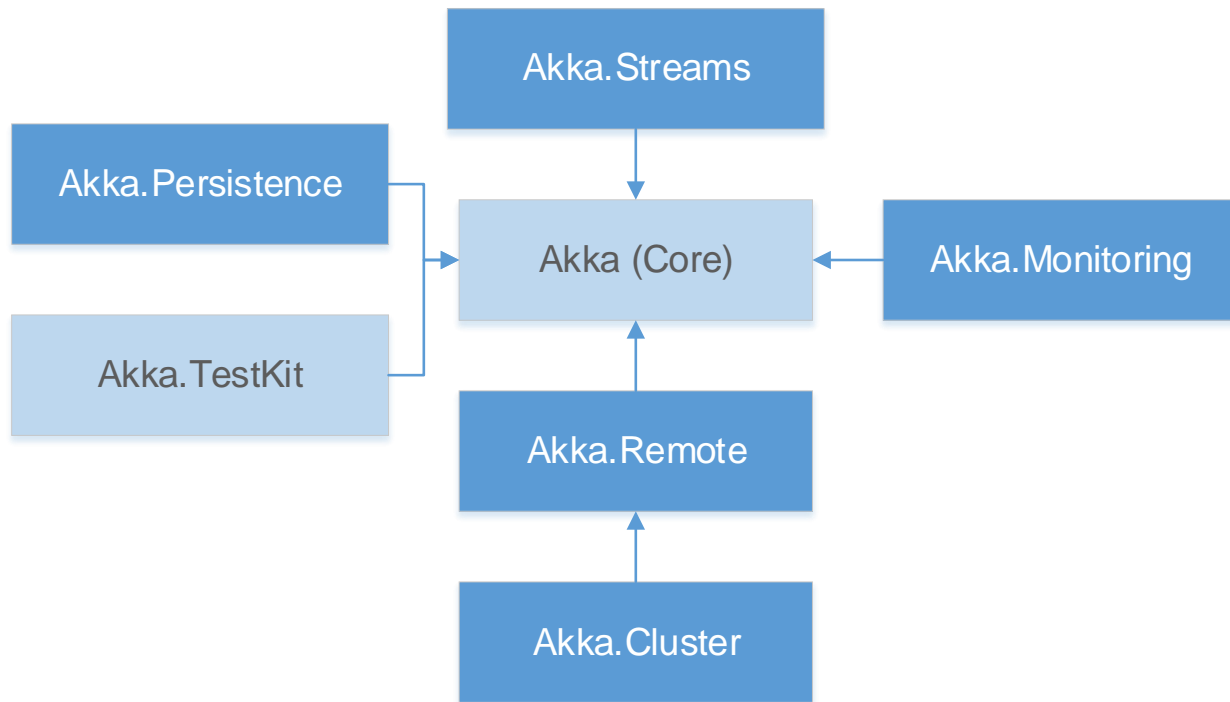 Akka.Streams
Akka.Persistence
Akka (Core)
Akka.Monitoring
Akka.TestKit
Akka.Remote
Akka.Cluster